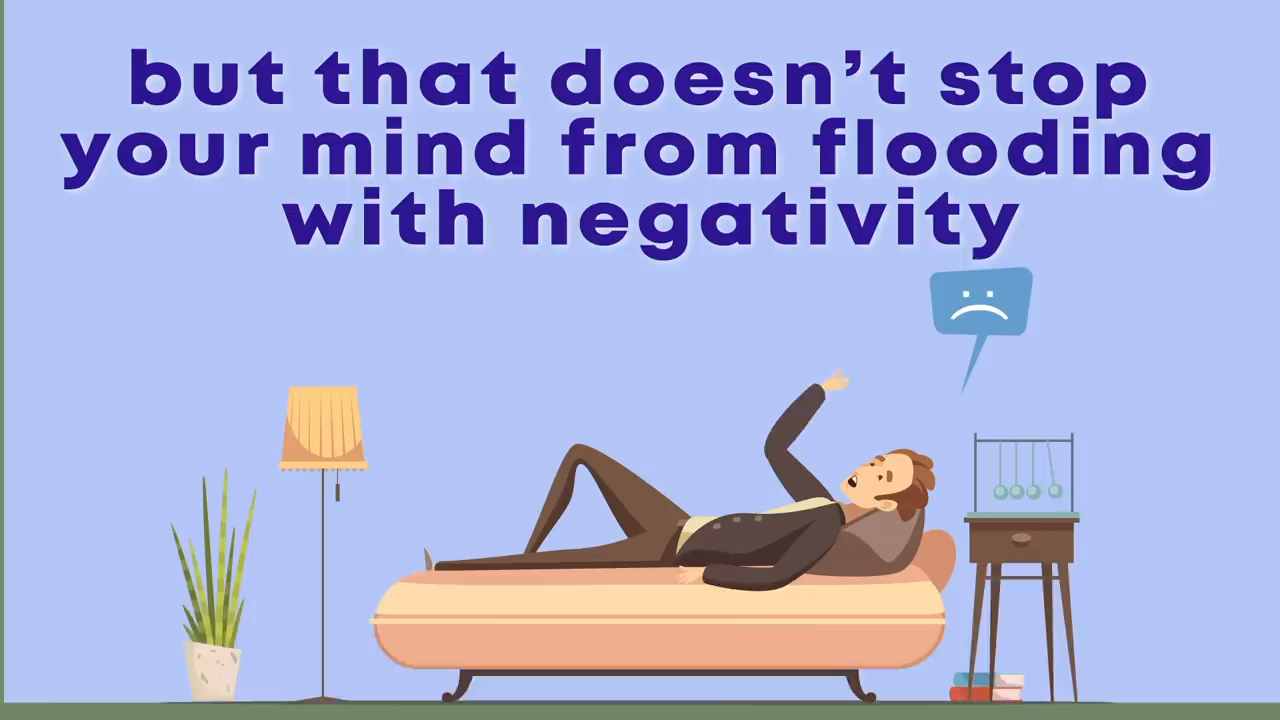 but that doesn’t stop
your mind from flooding
with negativity